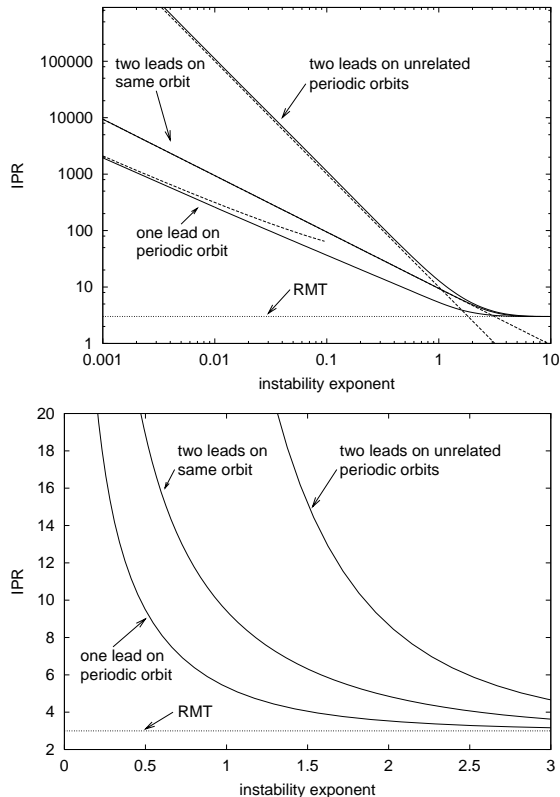 100000
10000
1000
100
10
1
IPR
two leads on
same orbit
two leads on unrelated
periodic orbits
one lead on
periodic orbit
RMT
0.001
0.01
0.1
1
10
instability exponent
20
18
16
14
12
10
8
6
4
2
IPR
two leads on
same orbit
two leads on unrelated
periodic orbits
one lead on
periodic orbit
RMT
0
0.5
1
1.5
2
2.5
3
instability exponent